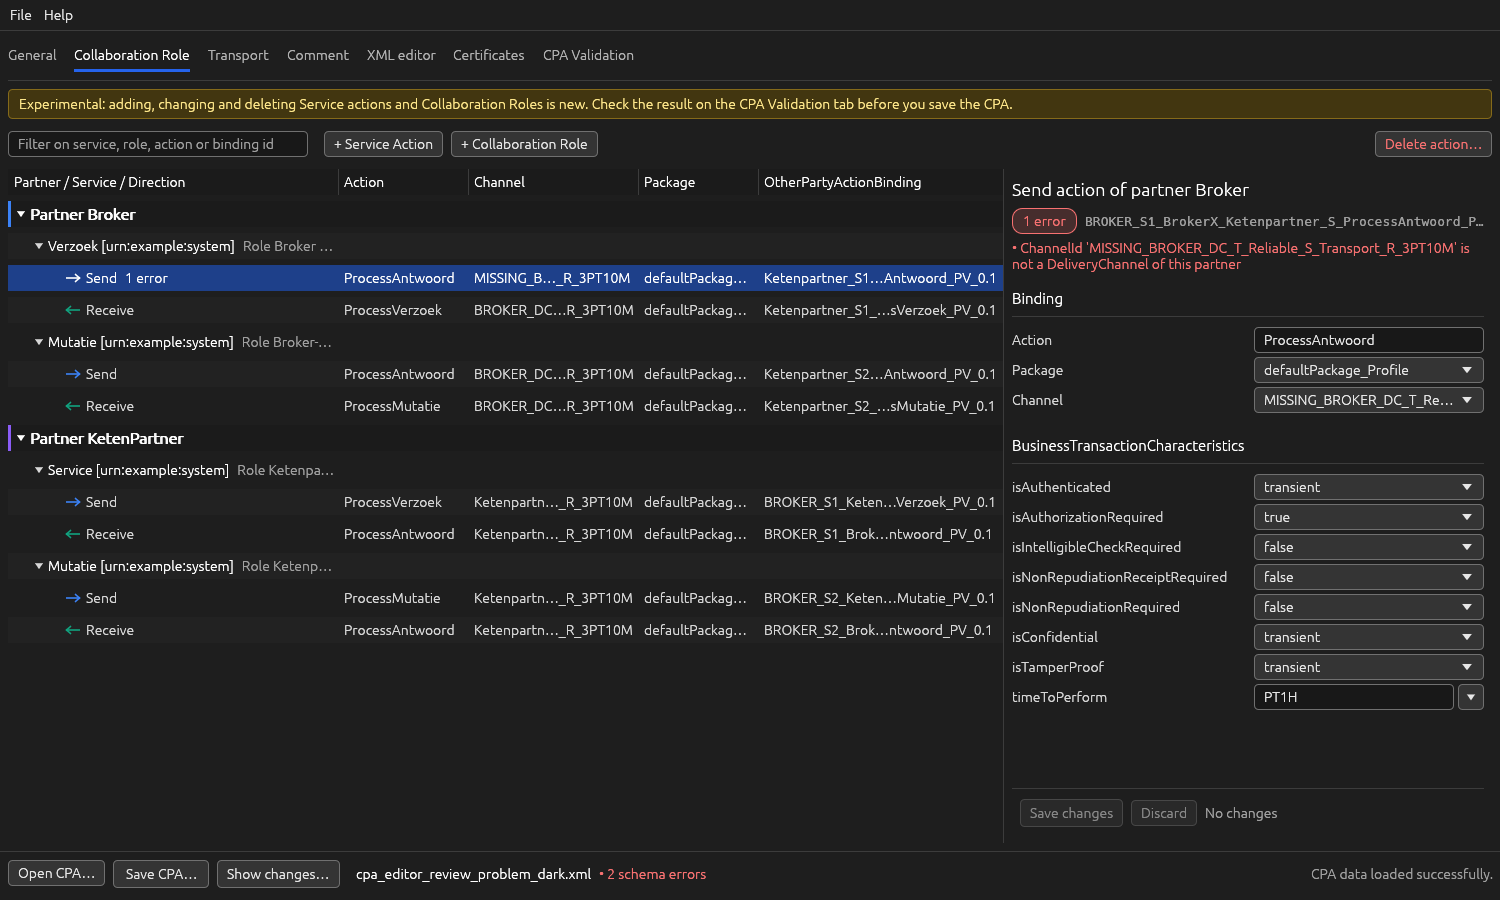 File Help
General Collaboration Role Transport Comment XML editor Certificates CPA Validation
Experimental: adding, changing and deleting Service actions and Collaboration Roles is new. Check the result on the CPA Validation tab before you save the CPA.
Filter on service, role, action or binding id + Service Action + Collaboration Role Delete action…
Partner / Service / Direction Action Channel Package OtherPartyActionBinding
Partner Broker
Verzoek [urn:example:system] Role Broker …
→ Send 1 error ProcessAntwoord MISSING_B…_R_3PT10M defaultPackag… Ketenpartner_S1…Antwoord_PV_0.1
← Receive ProcessVerzoek BROKER_DC…R_3PT10M defaultPackag… Ketenpartner_S1_…sVerzoek_PV_0.1
Mutatie [urn:example:system] Role Broker-…
→ Send ProcessAntwoord BROKER_DC…R_3PT10M defaultPackag… Ketenpartner_S2…Antwoord_PV_0.1
← Receive ProcessMutatie BROKER_DC…R_3PT10M defaultPackag… Ketenpartner_S2_…sMutatie_PV_0.1
Partner KetenPartner
Service [urn:example:system] Role Ketenpa…
→ Send ProcessVerzoek Ketenpartn…_R_3PT10M defaultPackag… BROKER_S1_Keten…Verzoek_PV_0.1
← Receive ProcessAntwoord Ketenpartn…_R_3PT10M defaultPackag… BROKER_S1_Brok…ntwoord_PV_0.1
Mutatie [urn:example:system] Role Ketenp…
→ Send ProcessMutatie Ketenpartn…_R_3PT10M defaultPackag… BROKER_S2_Keten…Mutatie_PV_0.1
← Receive ProcessAntwoord Ketenpartn…_R_3PT10M defaultPackag… BROKER_S2_Brok…ntwoord_PV_0.1
Send action of partner Broker
1 error BROKER_S1_BrokerX_Ketenpartner_S_ProcessAntwoord_P…
• ChannelId 'MISSING_BROKER_DC_T_Reliable_S_Transport_R_3PT10M' is
not a DeliveryChannel of this partner
Binding
Action ProcessAntwoord
Package defaultPackage_Profile
Channel MISSING_BROKER_DC_T_Re…
BusinessTransactionCharacteristics
isAuthenticated transient
isAuthorizationRequired true
isIntelligibleCheckRequired false
isNonRepudiationReceiptRequired false
isNonRepudiationRequired false
isConfidential transient
isTamperProof transient
timeToPerform PT1H
Save changes Discard No changes
Open CPA… Save CPA… Show changes… cpa_editor_review_problem_dark.xml • 2 schema errors CPA data loaded successfully.